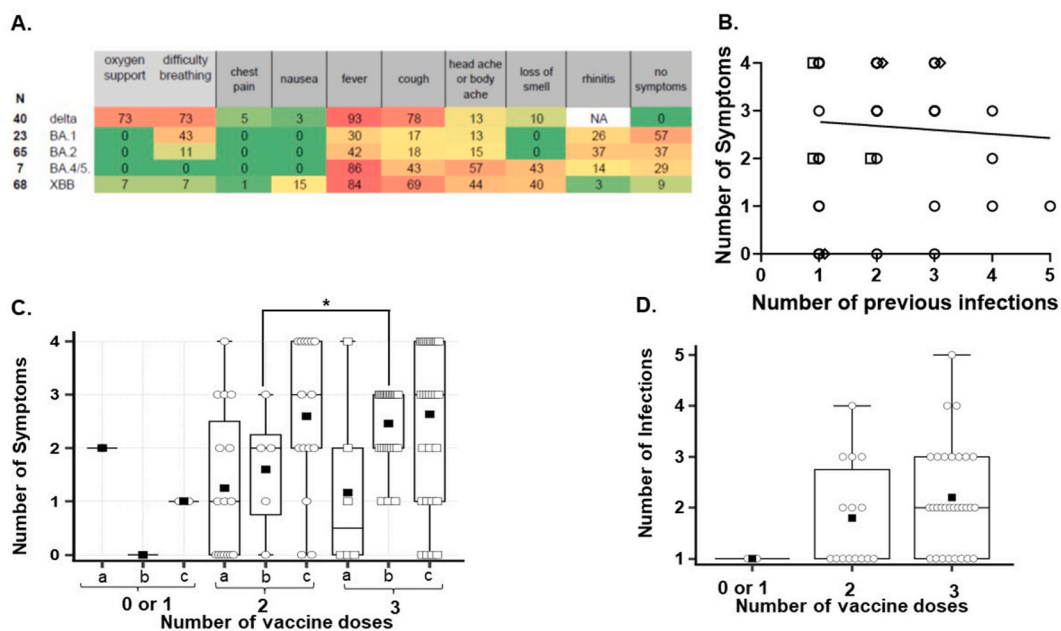 A.
oxygen support difficulty breathing chest pain nausea fever cough head ache or body ache loss of smell rhinitis no symptoms
N
40 delta 73 73 5 3 93 78 13 10 NA 0
23 BA.1 0 43 0 0 30 17 13 0 26 57
65 BA.2 0 11 0 0 42 18 15 0 37 37
7 BA.4/5. 0 0 0 0 86 43 57 43 14 29
68 XBB 7 7 1 15 84 69 44 40 3 9
B.
Number of Symptoms
4
3
2
1
0
0 1 2 3 4 5
Number of previous infections
C.
*
Number of Symptoms
4
3
2
1
0
a b c a b c a b c
0 or 1 2 3
Number of vaccine doses
D.
Number of Infections
5
4
3
2
1
0 or 1 2 3
Number of vaccine doses